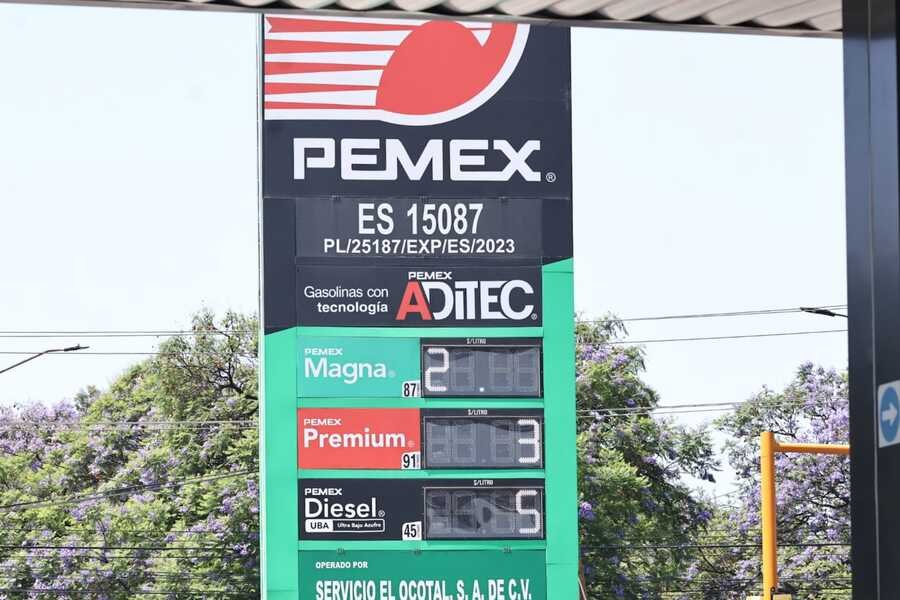 PEMEX®
ES 15087
PL/25187/EXP/ES/2023
Gasolinas con
tecnología
PEMEX
ADITEC®
PEMEX
Magna®
87
$/LITRO
2
PEMEX
Premium®
91
$/LITRO
3
PEMEX
Diesel®
UBA Ultra Bajo Azufre
45
$/LITRO
5
OPERADO POR
SERVICIO EL OCOTAL, S. A. DE C.V.